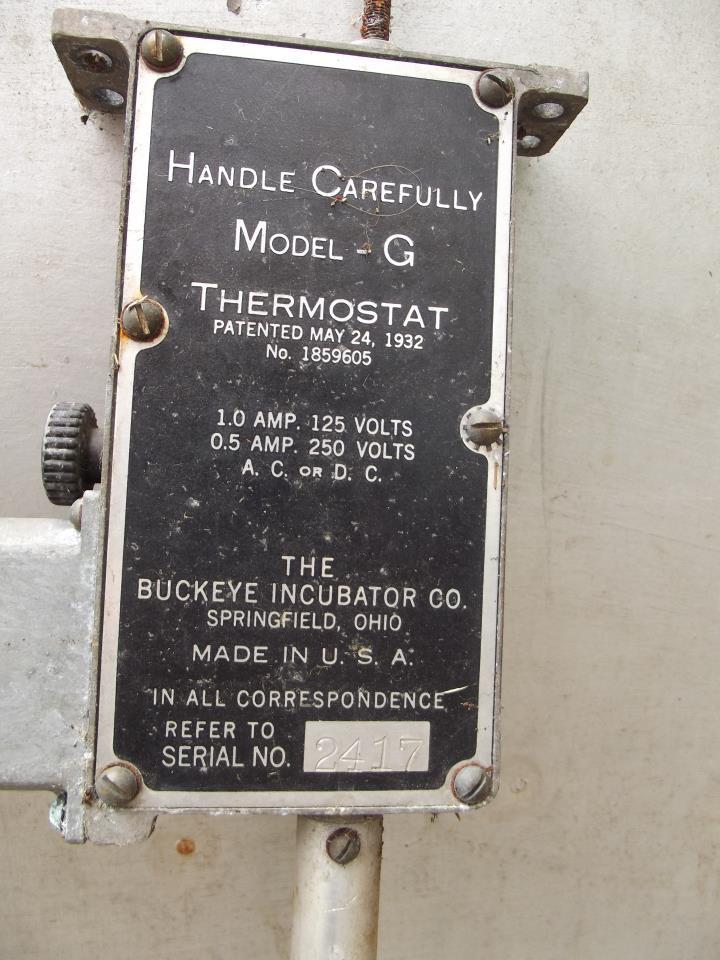 HANDLE CAREFULLY
MODEL - G
THERMOSTAT
PATENTED MAY 24, 1932
No. 1859605
1.0 AMP. 125 VOLTS
0.5 AMP. 250 VOLTS
A. C. OR D. C.
THE
BUCKEYE INCUBATOR CO.
SPRINGFIELD, OHIO
MADE IN U. S. A.
IN ALL CORRESPONDENCE
REFER TO
SERIAL NO. 2417